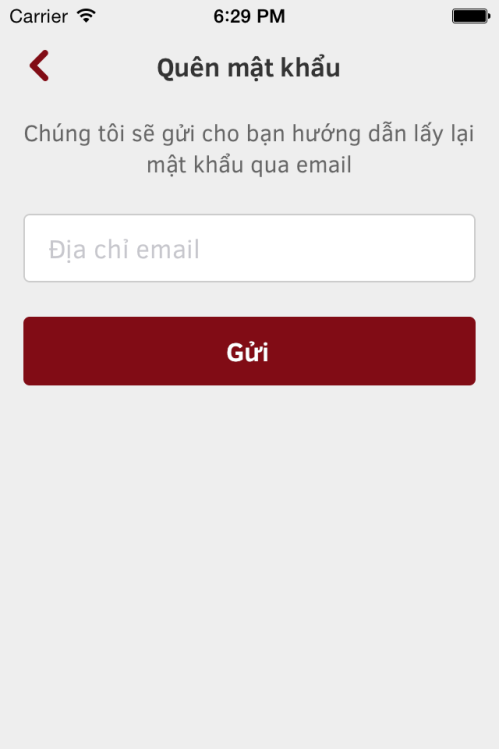 Carrier 6:29 PM
Quên mật khẩu
Chúng tôi sẽ gửi cho bạn hướng dẫn lấy lại
mật khẩu qua email
Địa chỉ email
Gửi